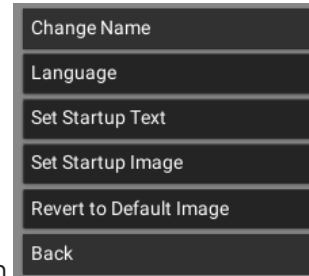 Change Name
Language
Set Startup Text
Set Startup Image
Revert to Default Image
Back